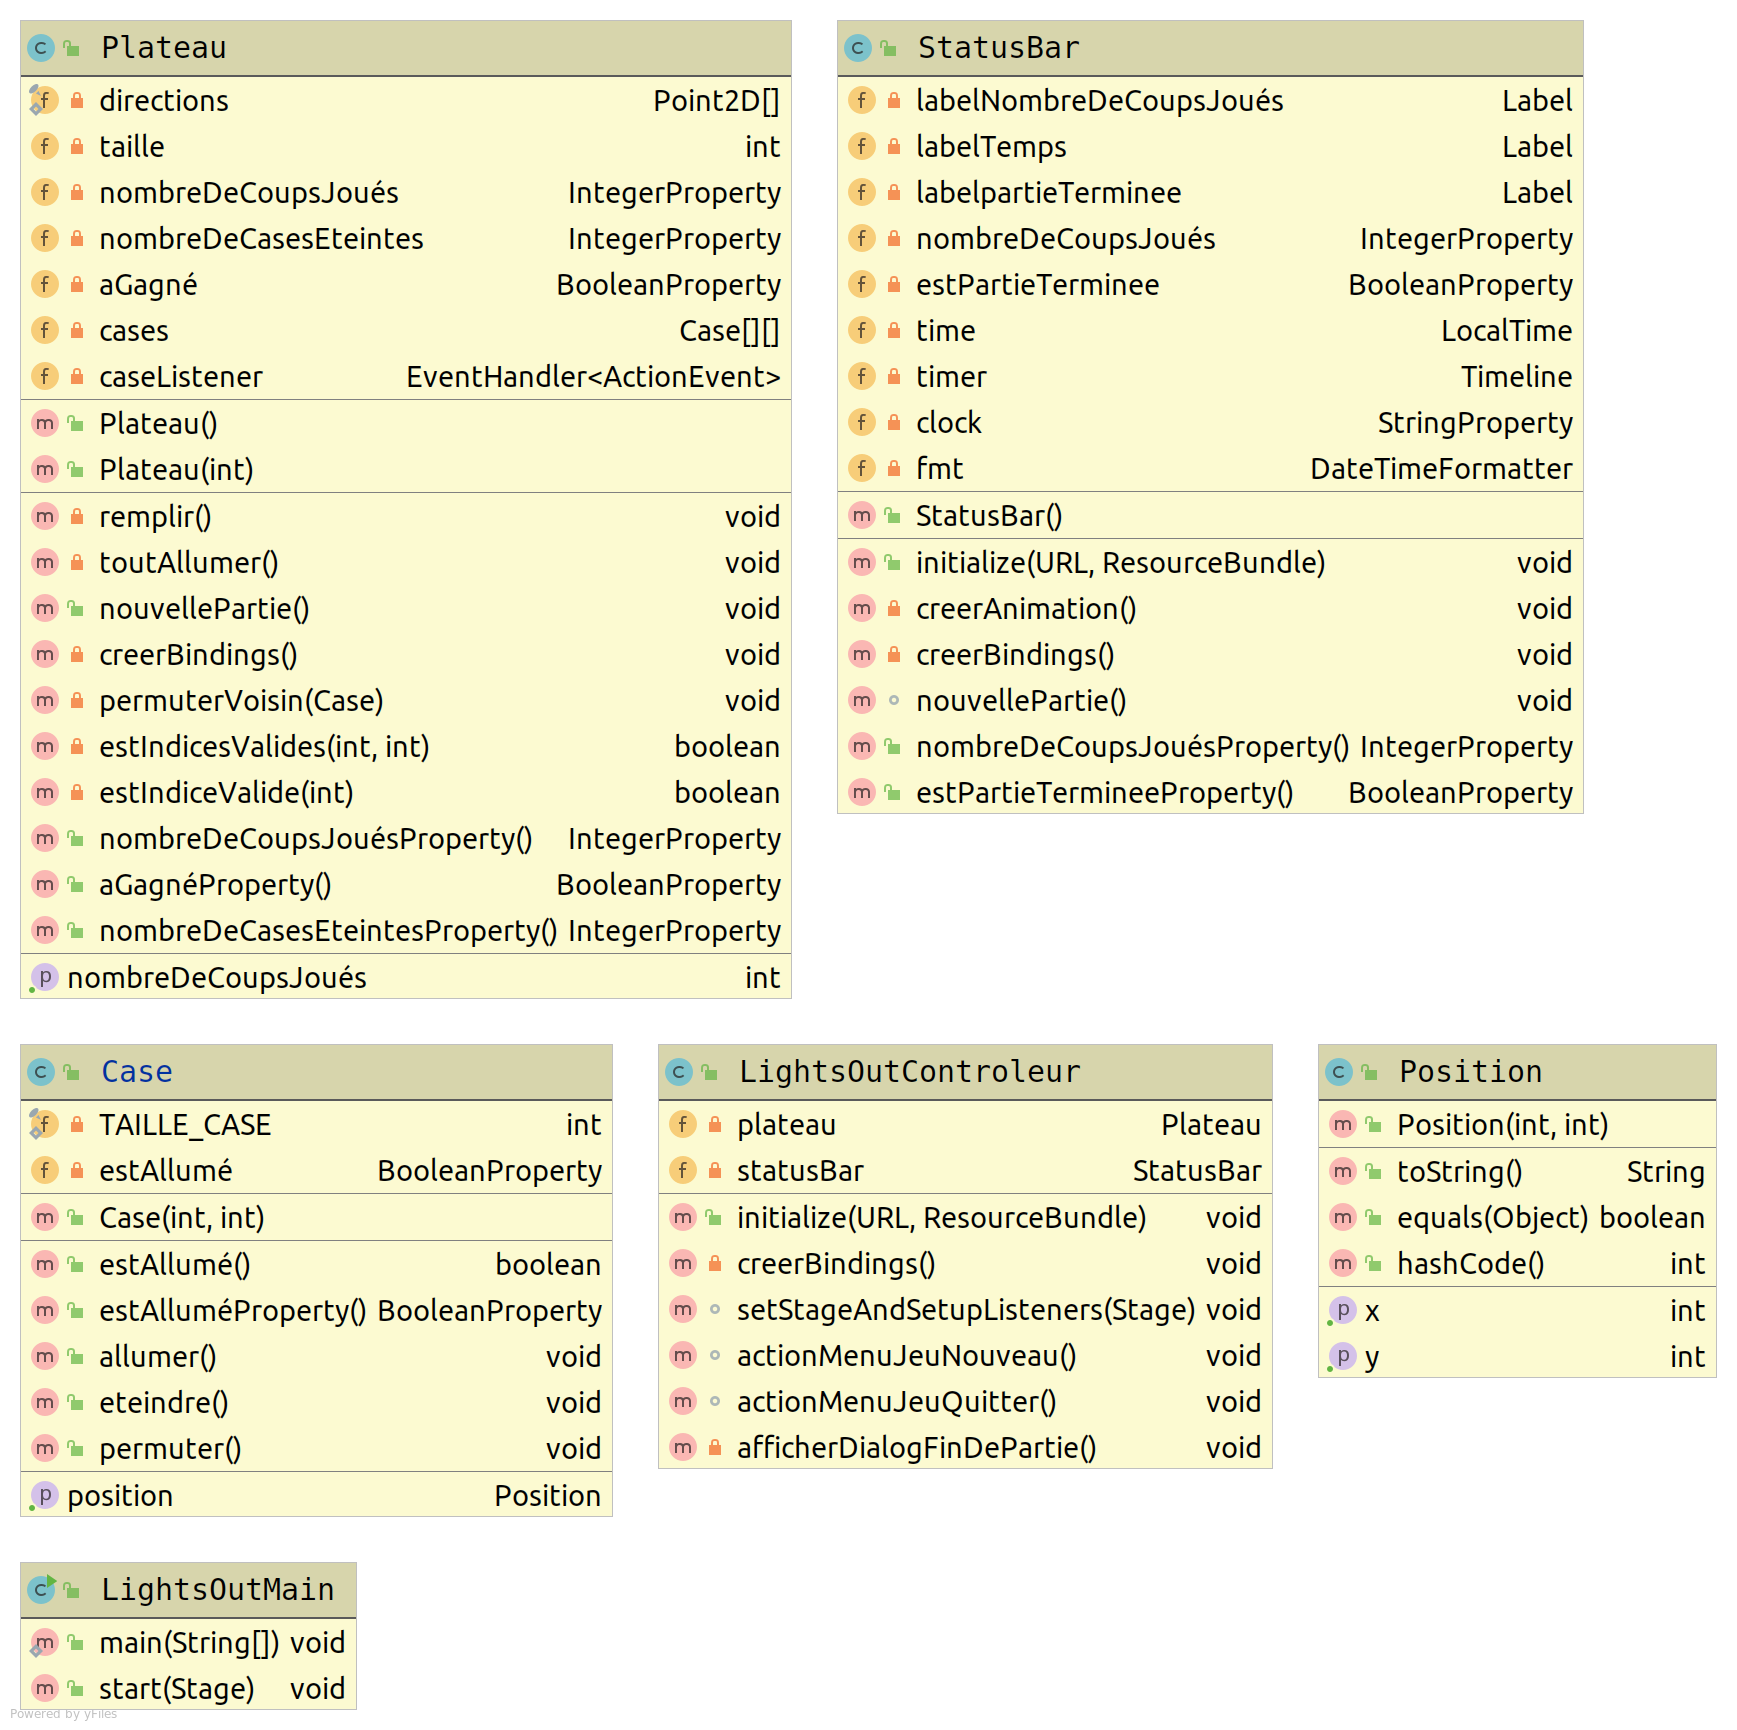 Plateau
directions Point2D[]
taille int
nombreDeCoupsJoués IntegerProperty
nombreDeCasesEteintes IntegerProperty
aGagné BooleanProperty
cases Case[][]
caseListener EventHandler<ActionEvent>
Plateau()
Plateau(int)
remplir() void
toutAllumer() void
nouvellePartie() void
creerBindings() void
permuterVoisin(Case) void
estIndicesValides(int, int) boolean
estIndiceValide(int) boolean
nombreDeCoupsJouésProperty() IntegerProperty
aGagnéProperty() BooleanProperty
nombreDeCasesEteintesProperty() IntegerProperty
nombreDeCoupsJoués int
StatusBar
labelNombreDeCoupsJoués Label
labelTemps Label
labelpartieTerminee Label
nombreDeCoupsJoués IntegerProperty
estPartieTerminee BooleanProperty
time LocalTime
timer Timeline
clock StringProperty
fmt DateTimeFormatter
StatusBar()
initialize(URL, ResourceBundle) void
creerAnimation() void
creerBindings() void
nouvellePartie() void
nombreDeCoupsJouésProperty() IntegerProperty
estPartieTermineeProperty() BooleanProperty
Case
TAILLE_CASE int
estAllumé BooleanProperty
Case(int, int)
estAllumé() boolean
estAlluméProperty() BooleanProperty
allumer() void
eteindre() void
permuter() void
position Position
LightsOutControleur
plateau Plateau
statusBar StatusBar
initialize(URL, ResourceBundle) void
creerBindings() void
setStageAndSetupListeners(Stage) void
actionMenuJeuNouveau() void
actionMenuJeuQuitter() void
afficherDialogFinDePartie() void
Position
Position(int, int)
toString() String
equals(Object) boolean
hashCode() int
x int
y int
LightsOutMain
main(String[]) void
start(Stage) void
Powered by yFiles